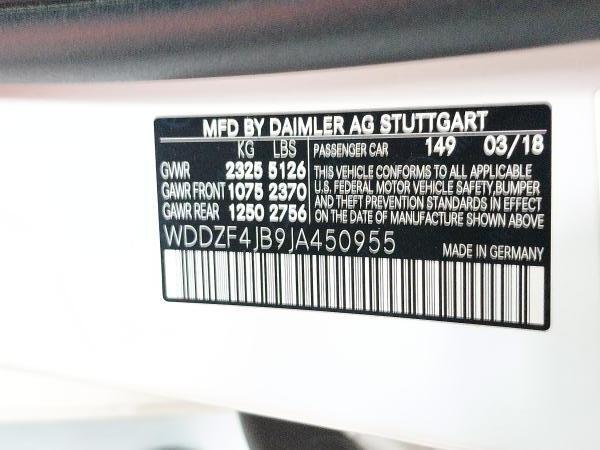 MFD BY DAIMLER AG STUTTGART
KG LBS
GVWR 2325 5126
GAWR FRONT 1075 2370
GAWR REAR 1250 2756
PASSENGER CAR 149 03/18
THIS VEHICLE CONFORMS TO ALL APPLICABLE
U.S. FEDERAL MOTOR VEHICLE SAFETY,BUMPER
AND THEFT PREVENTION STANDARDS IN EFFECT
ON THE DATE OF MANUFACTURE SHOWN ABOVE
WDDZF4JB9JA450955
MADE IN GERMANY